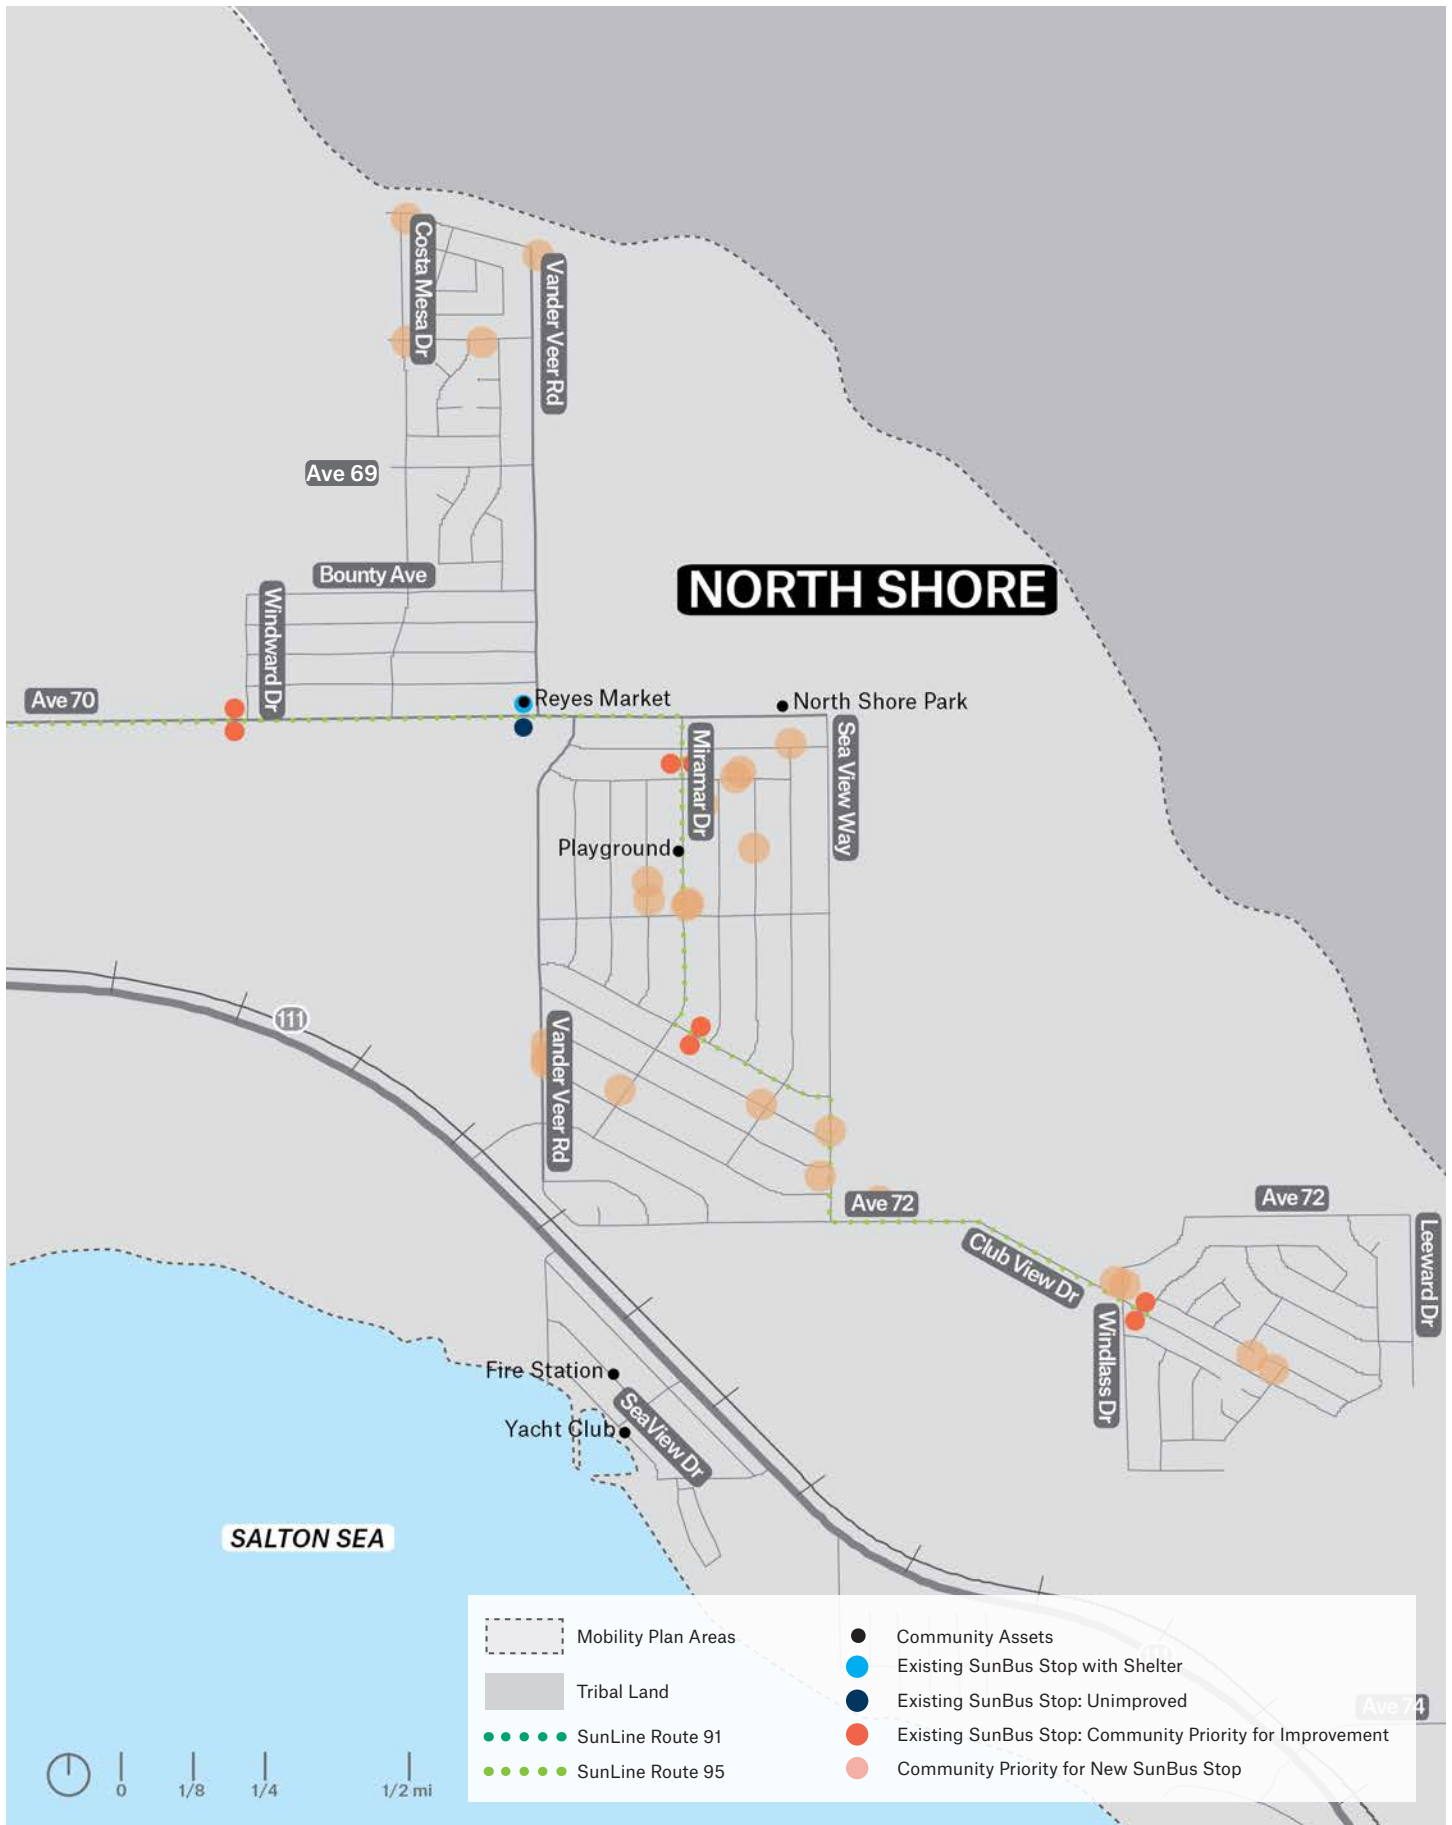 Costa Mesa Dr
Vander Veer Rd
Ave 69
Bounty Ave
NORTH SHORE
Windward Dr
Ave 70
Reyes Market
North Shore Park
Miramar Dr
Sea View Way
Playground
111
Vander Veer Rd
Ave 72
Ave 72
Leeward Dr
Club View Dr
Windlass Dr
Fire Station
Sea View Dr
Yacht Club
SALTON SEA
Mobility Plan Areas
Tribal Land
SunLine Route 91
SunLine Route 95
Community Assets
Existing SunBus Stop with Shelter
Existing SunBus Stop: Unimproved
Existing SunBus Stop: Community Priority for Improvement
Community Priority for New SunBus Stop
111
Ave 74
0 1/8 1/4 1/2 mi